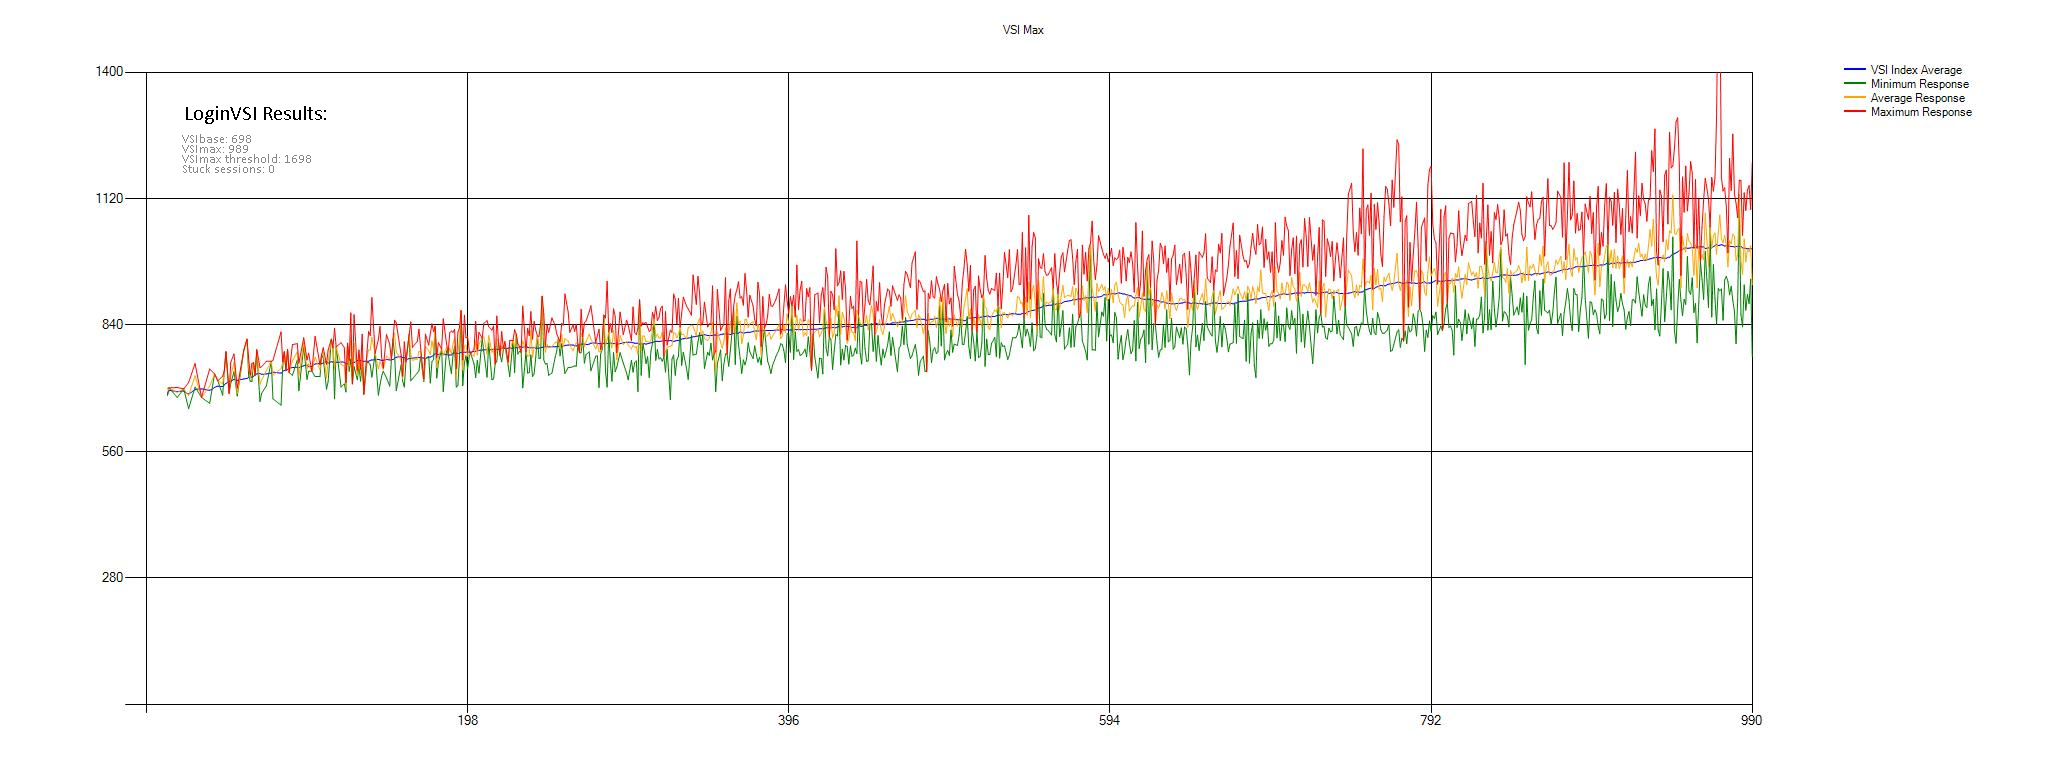 VSI Max
1400
1120
840
560
280
LoginVSI Results:
VSIbase: 698
VSImax: 989
VSImax threshold: 1698
Stuck sessions: 0
VSI Index Average
Minimum Response
Average Response
Maximum Response
198
396
594
792
990